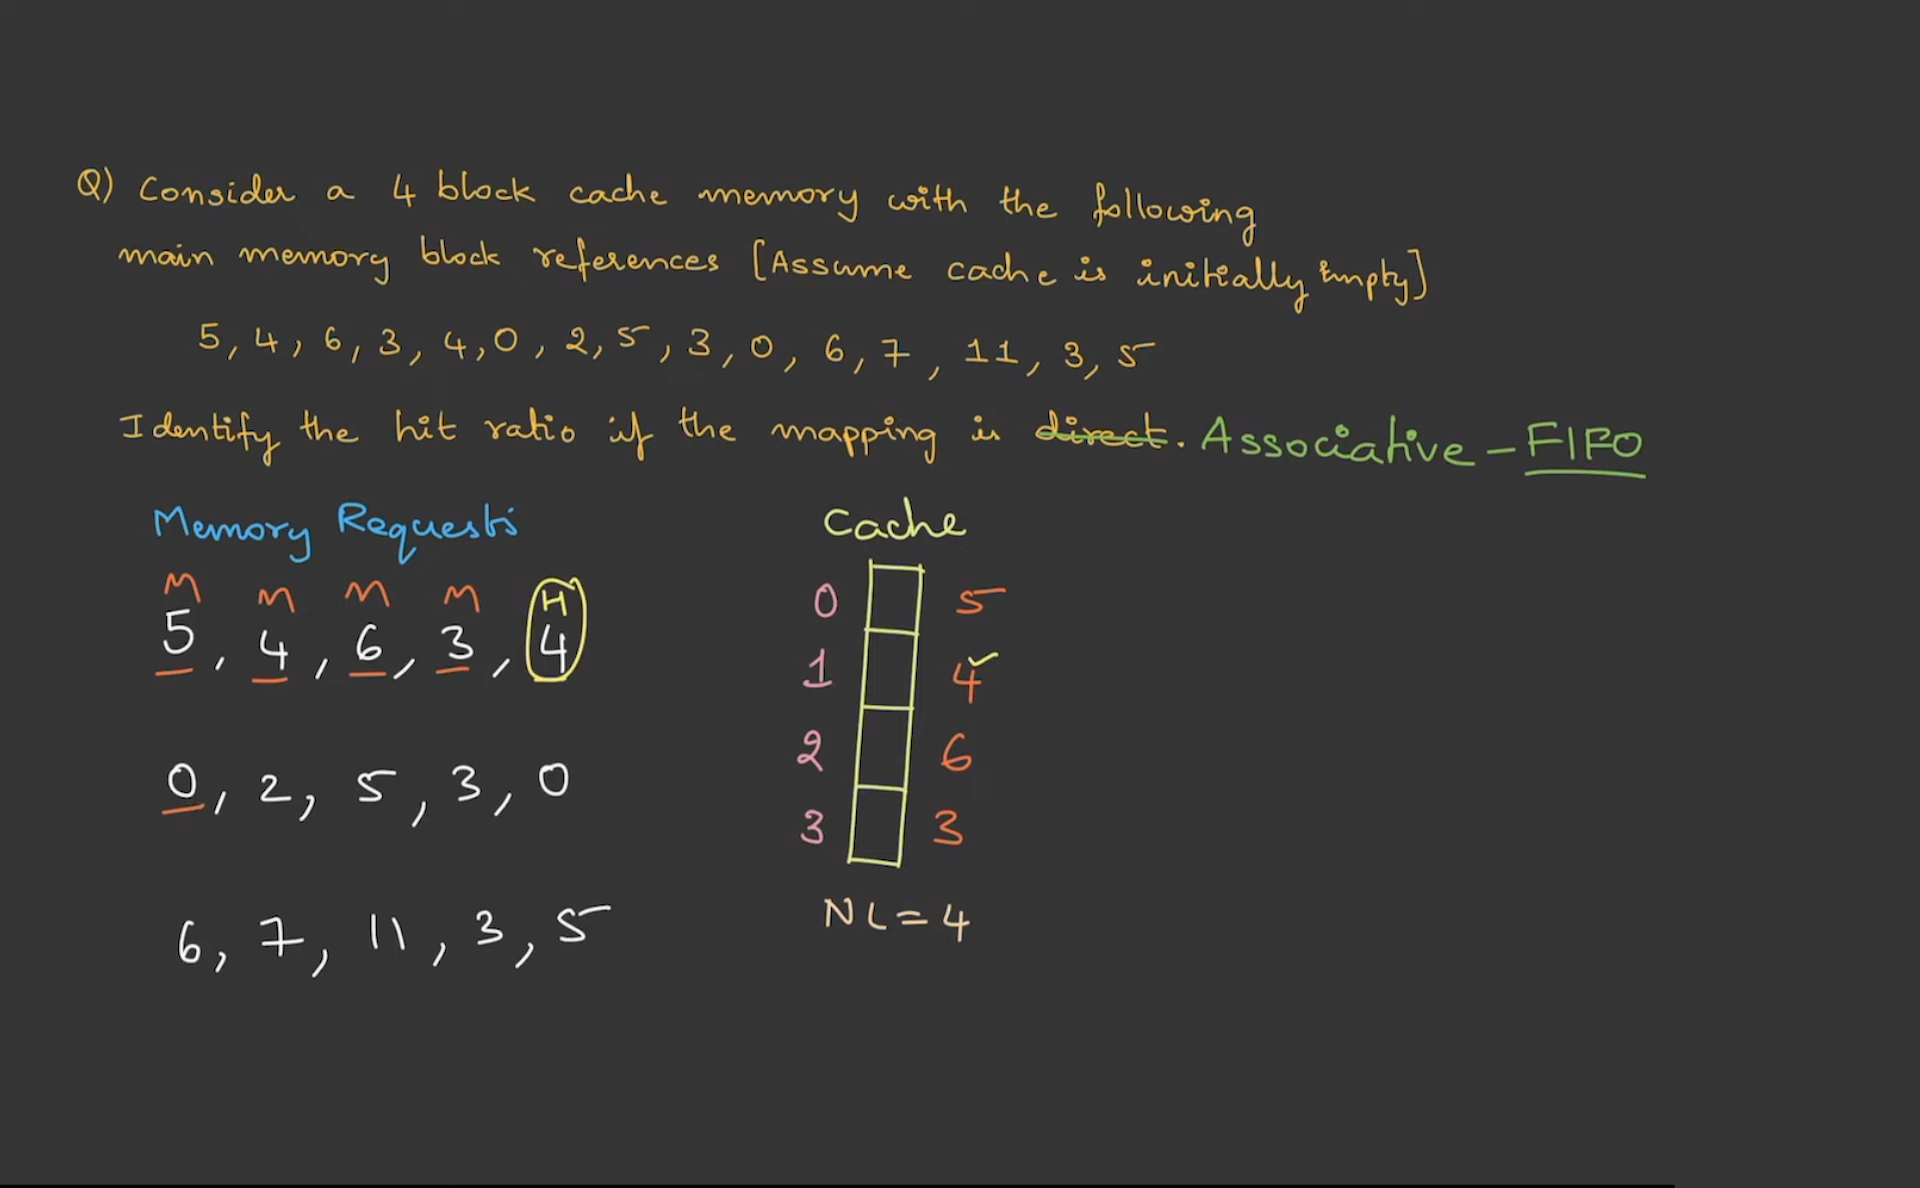 Q) Consider a 4 block cache memory with the following
main memory block references [Assume cache is initially Empty]
5, 4, 6, 3, 4, 0, 2, 5, 3, 0, 6, 7, 11, 3, 5
Identify the hit ratio if the mapping is direct. Associative - FIFO
Memory Requests
M M M M H
5, 4, 6, 3, 4
0, 2, 5, 3, 0
6, 7, 11, 3, 5
Cache
0 5
1 4 ✓
2 6
3 3
NL = 4